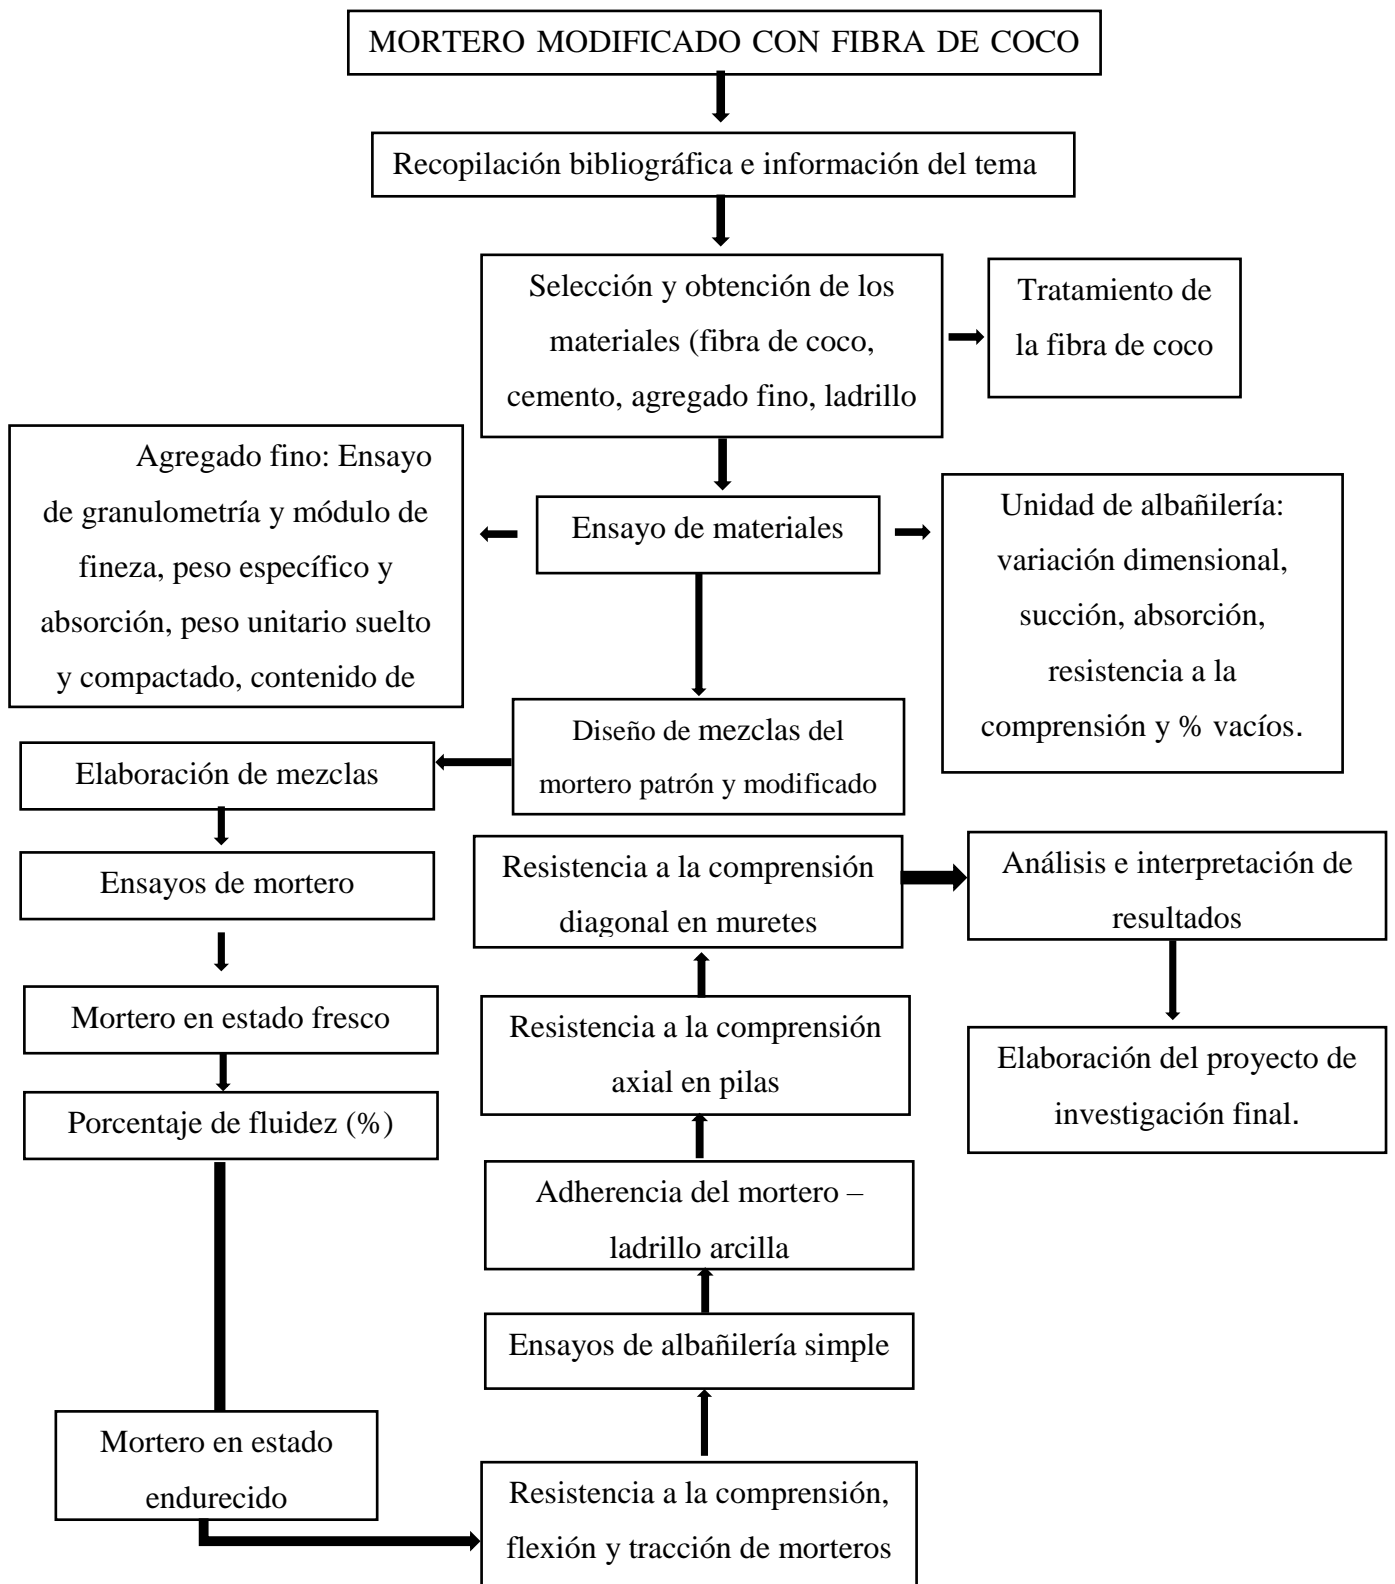 MORTERO MODIFICADO CON FIBRA DE COCO
Recopilación bibliográfica e información del tema
Selección y obtención de los
materiales (fibra de coco,
cemento, agregado fino, ladrillo
Tratamiento de
la fibra de coco
Agregado fino: Ensayo
de granulometría y módulo de
fineza, peso específico y
absorción, peso unitario suelto
y compactado, contenido de
Ensayo de materiales
Unidad de albañilería:
variación dimensional,
succión, absorción,
resistencia a la
comprensión y % vacíos.
Diseño de mezclas del
mortero patrón y modificado
Elaboración de mezclas
Ensayos de mortero
Mortero en estado fresco
Porcentaje de fluidez (%)
Mortero en estado
endurecido
Resistencia a la comprensión,
flexión y tracción de morteros
Ensayos de albañilería simple
Adherencia del mortero –
ladrillo arcilla
Resistencia a la comprensión
axial en pilas
Resistencia a la comprensión
diagonal en muretes
Análisis e interpretación de
resultados
Elaboración del proyecto de
investigación final.